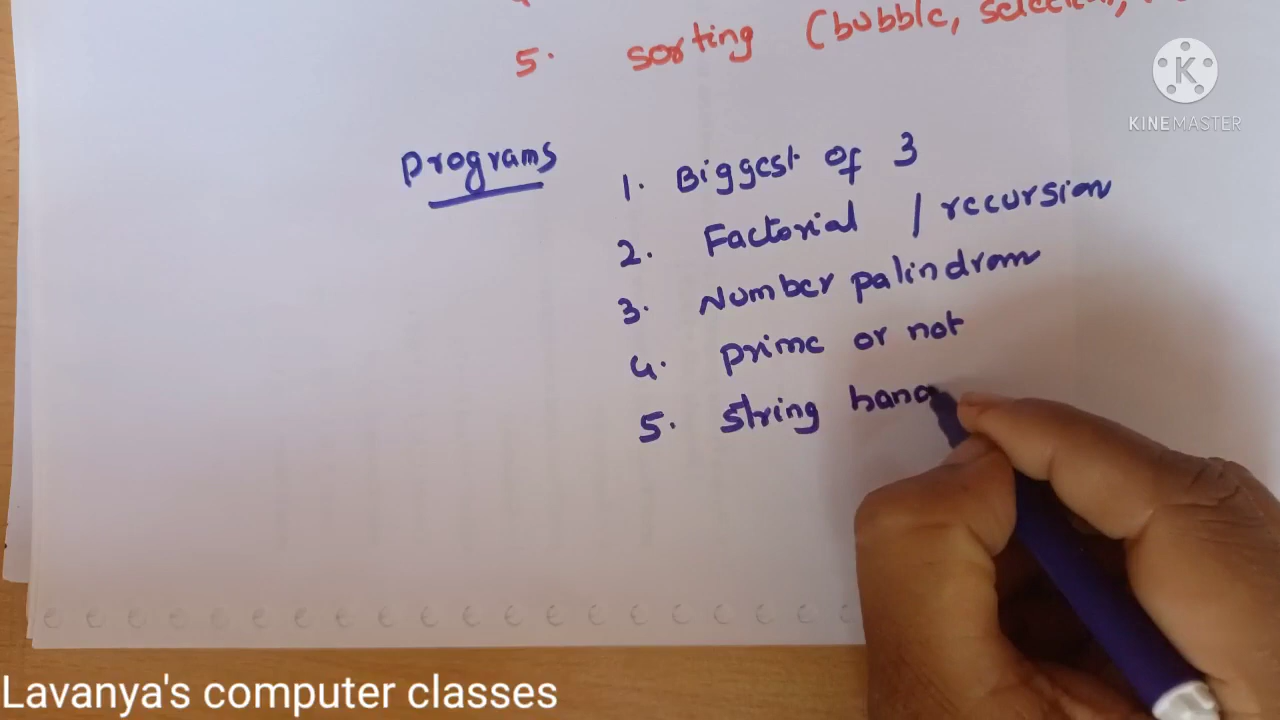 5. sorting (bubble,
KINEMASTER
Programs
1. Biggest of 3
2. Factorial / recursion
3. Number palindrom
4. prime or not
5. string hand
Lavanya's computer classes